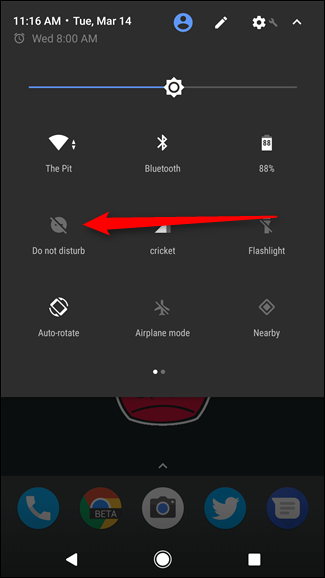 11:16 AM • Tue, Mar 14
Wed 8:00 AM
The Pit
Bluetooth
88
88%
Do not disturb
cricket
Flashlight
Auto-rotate
Airplane mode
Nearby
BETA